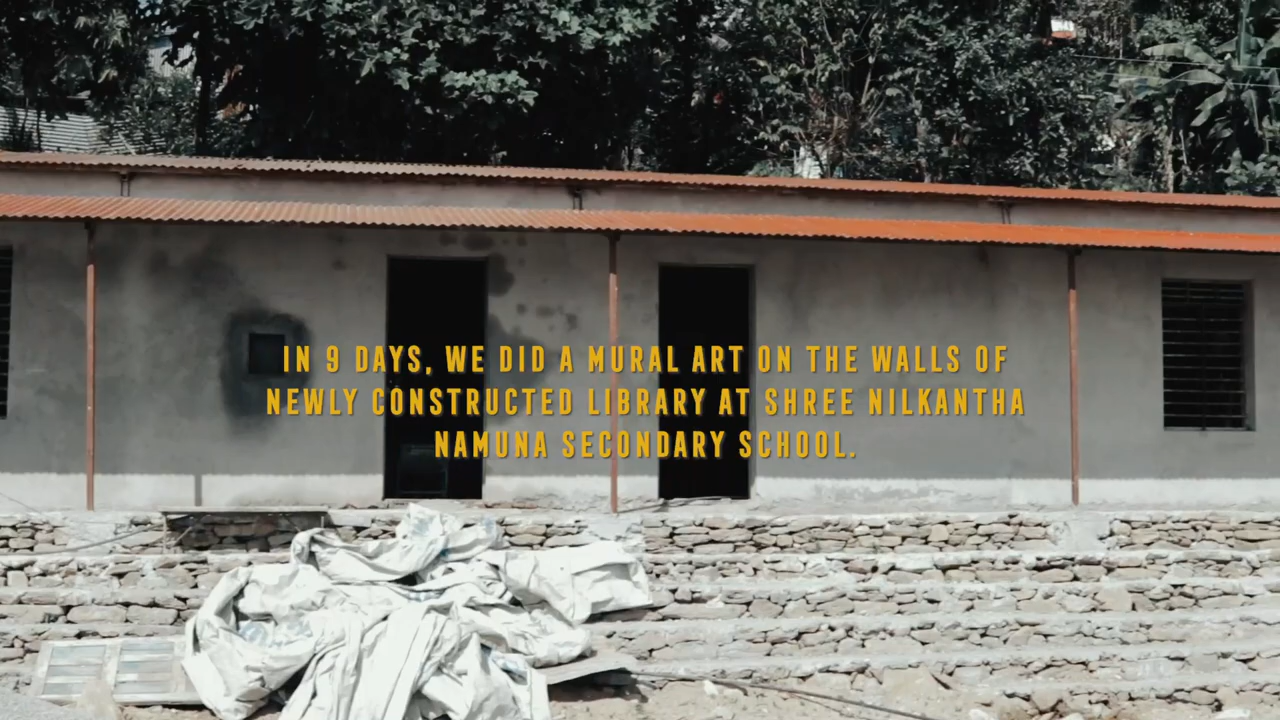 IN 9 DAYS, WE DID A MURAL ART ON THE WALLS OF
NEWLY CONSTRUCTED LIBRARY AT SHREE NILKANTHA
NAMUNA SECONDARY SCHOOL.